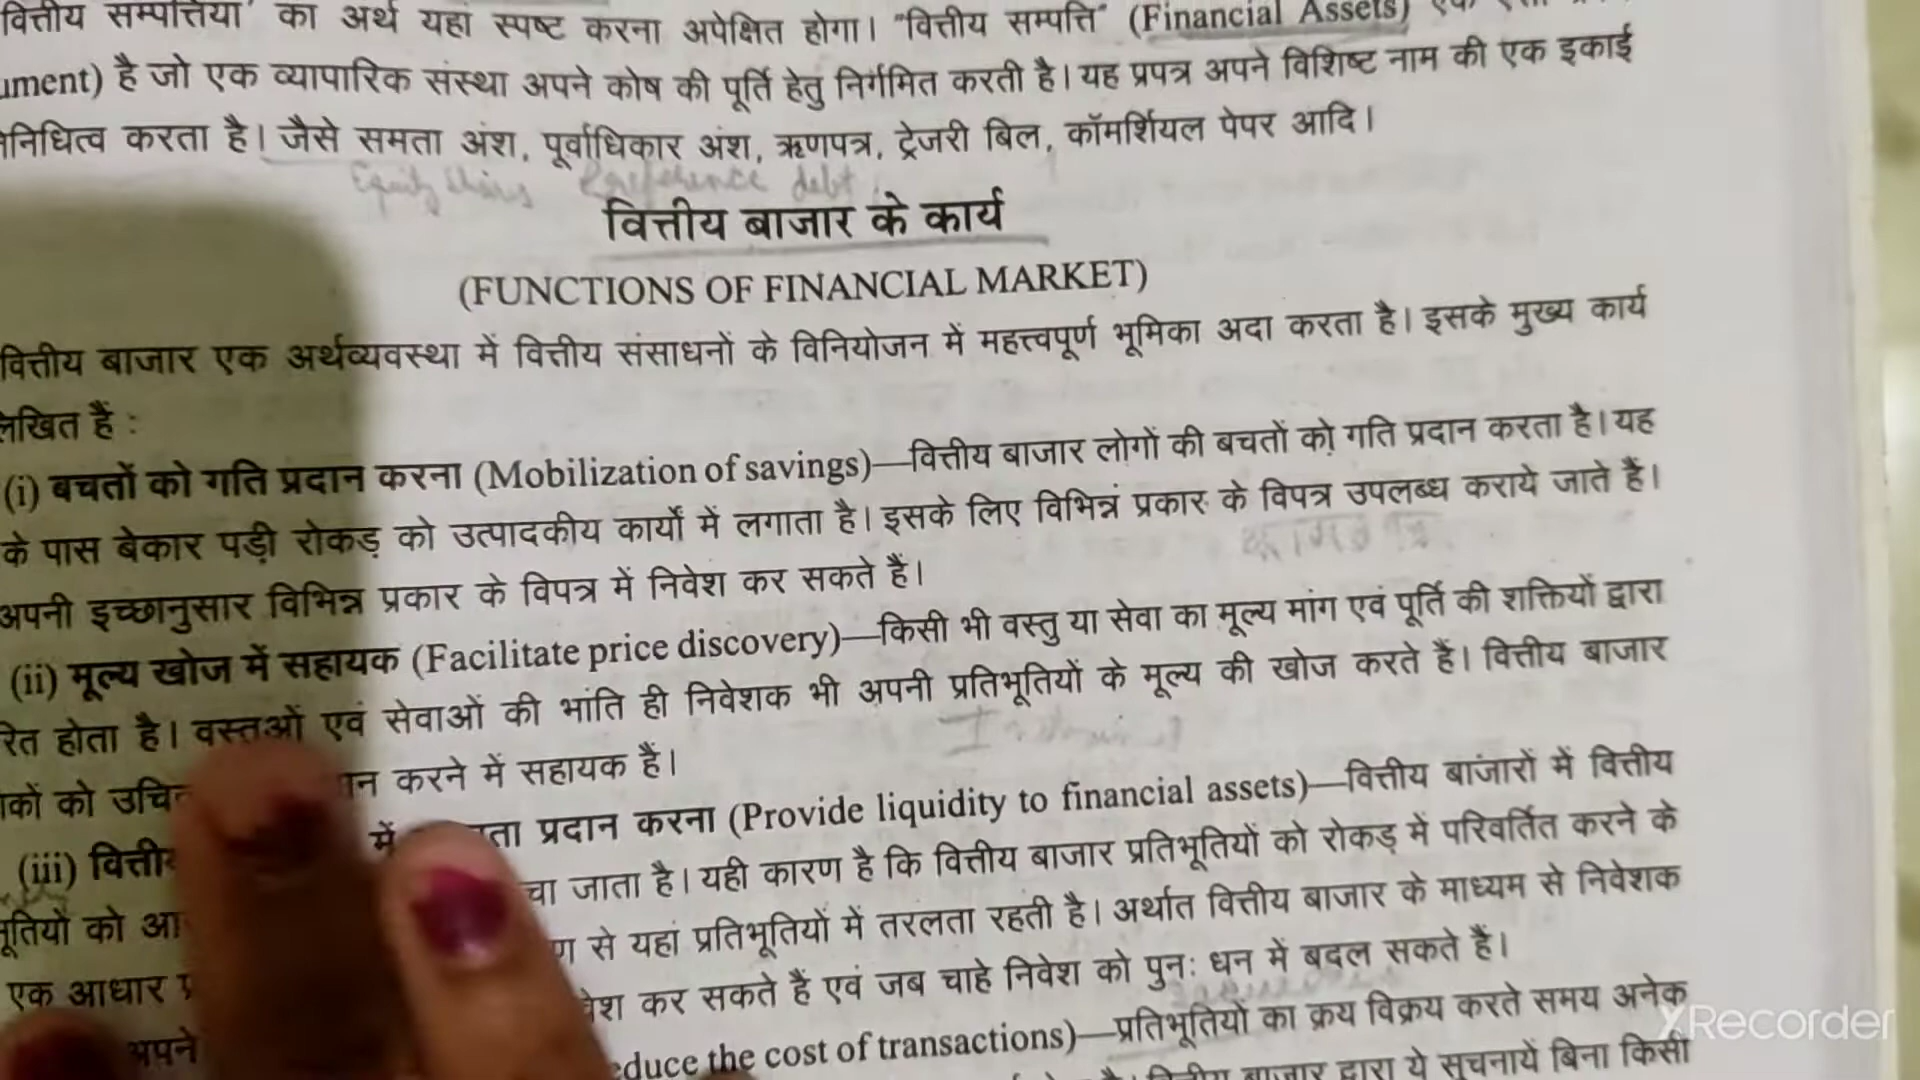 वित्तीय सम्पत्तियों' का अर्थ यहां स्पष्ट करना अपेक्षित होगा। "वित्तीय सम्पत्ति" (Financial Assets) एक
ument) है जो एक व्यापारिक संस्था अपने कोष की पूर्ति हेतु निर्गमित करती है। यह प्रपत्र अपने विशिष्ट नाम की एक इकाई
निधित्व करता है। जैसे समता अंश, पूर्वाधिकार अंश, ऋणपत्र, ट्रेजरी बिल, कॉमर्शियल पेपर आदि।
Equity debt
वित्तीय बाजार के कार्य
(FUNCTIONS OF FINANCIAL MARKET)
वित्तीय बाजार एक अर्थव्यवस्था में वित्तीय संसाधनों के विनियोजन में महत्त्वपूर्ण भूमिका अदा करता है। इसके मुख्य कार्य
लिखित हैं :
(i) बचतों को गति प्रदान करना (Mobilization of savings)—वित्तीय बाजार लोगों की बचतों को गति प्रदान करता है। यह
के पास बेकार पड़ी रोकड़ को उत्पादकीय कार्यों में लगाता है। इसके लिए विभिन्न प्रकार के विपत्र उपलब्ध कराये जाते हैं।
अपनी इच्छानुसार विभिन्न प्रकार के विपत्र में निवेश कर सकते हैं।
(ii) मूल्य खोज में सहायक (Facilitate price discovery)—किसी भी वस्तु या सेवा का मूल्य मांग एवं पूर्ति की शक्तियों द्वारा
रित होता है। वस्तुओं एवं सेवाओं की भांति ही निवेशक भी अपनी प्रतिभूतियों के मूल्य की खोज करते हैं। वित्तीय बाजार
कों को उचित न करने में सहायक हैं।
(iii) वित्तीय में ता प्रदान करना (Provide liquidity to financial assets)—वित्तीय बाजारों में वित्तीय
भूतियों को आ चा जाता है। यही कारण है कि वित्तीय बाजार प्रतिभूतियों को रोकड़ में परिवर्तित करने के
एक आधार प्र ण से यहां प्रतिभूतियों में तरलता रहती है। अर्थात वित्तीय बाजार के माध्यम से निवेशक
अपने वेश कर सकते हैं एवं जब चाहे निवेश को पुनः धन में बदल सकते हैं।
educe the cost of transactions)—प्रतिभूतियों का क्रय विक्रय करते समय अनेक
वित्तीय बाजार द्वारा ये सूचनायें बिना किसी
XRecorder